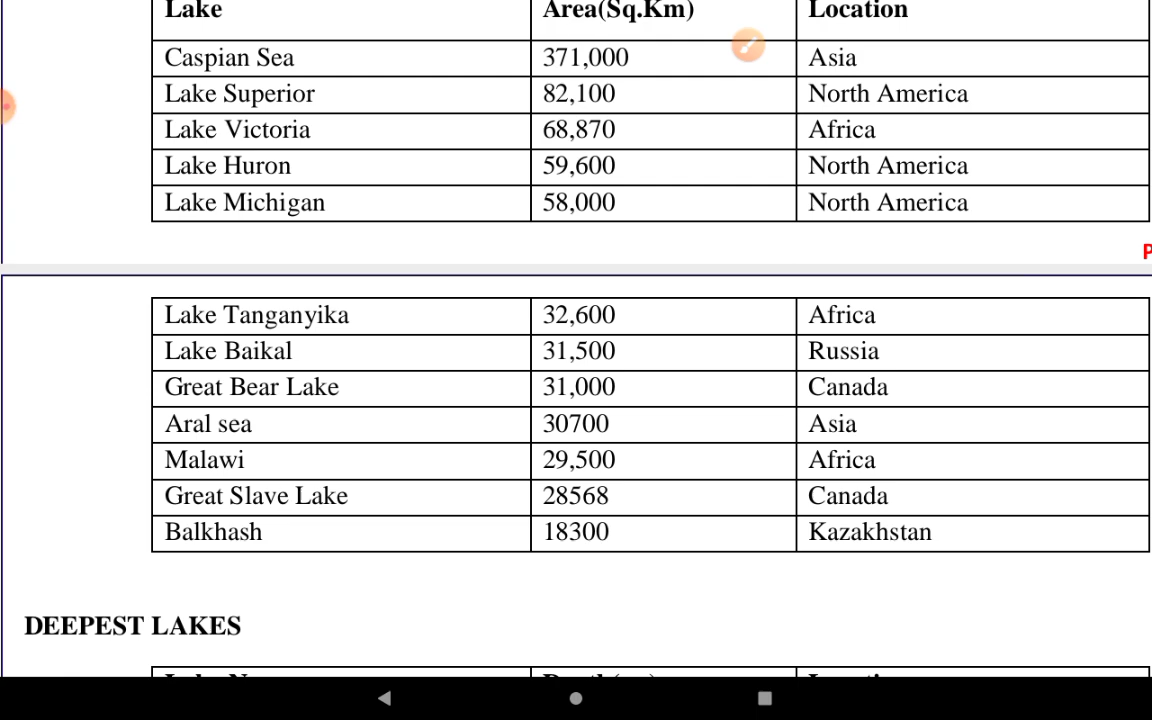 Lake Area(Sq.Km) Location
Caspian Sea 371,000 Asia
Lake Superior 82,100 North America
Lake Victoria 68,870 Africa
Lake Huron 59,600 North America
Lake Michigan 58,000 North America
P
Lake Tanganyika 32,600 Africa
Lake Baikal 31,500 Russia
Great Bear Lake 31,000 Canada
Aral sea 30700 Asia
Malawi 29,500 Africa
Great Slave Lake 28568 Canada
Balkhash 18300 Kazakhstan
DEEPEST LAKES